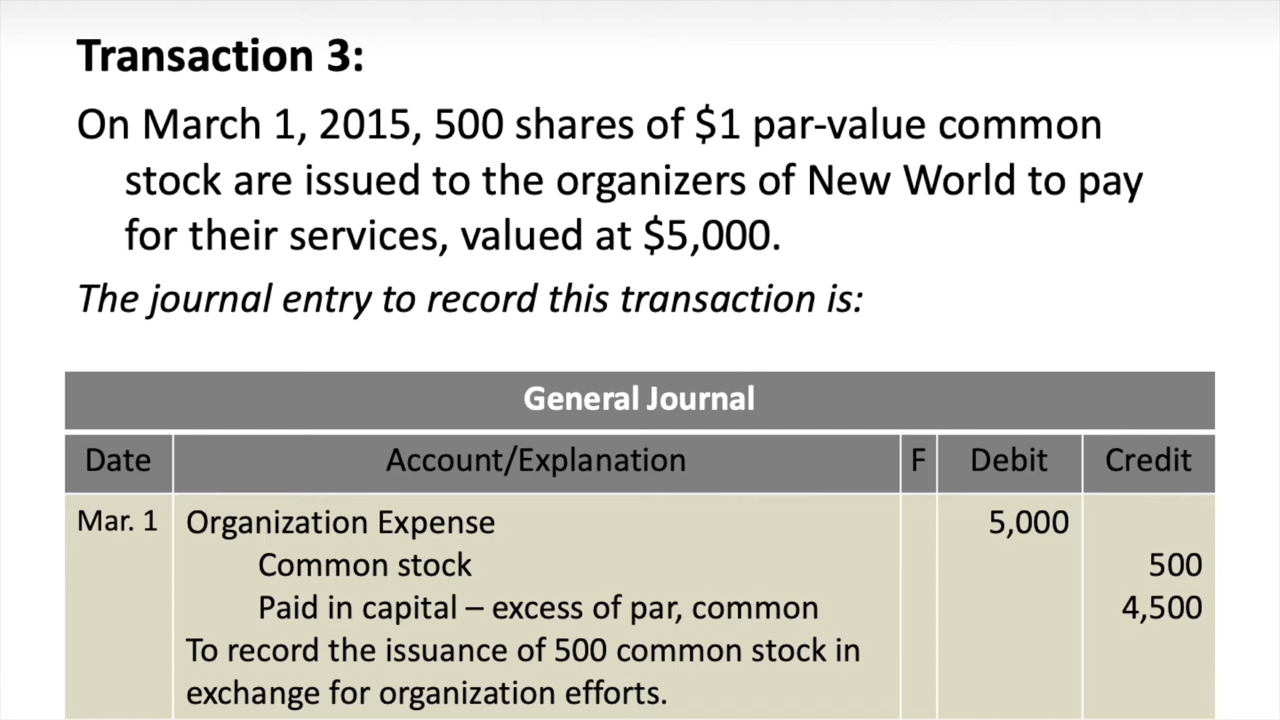 Transaction 3:
On March 1, 2015, 500 shares of $1 par-value common
stock are issued to the organizers of New World to pay
for their services, valued at $5,000.
The journal entry to record this transaction is:
General Journal
Date Account/Explanation F Debit Credit
Mar. 1 Organization Expense 5,000
Common stock 500
Paid in capital – excess of par, common 4,500
To record the issuance of 500 common stock in
exchange for organization efforts.